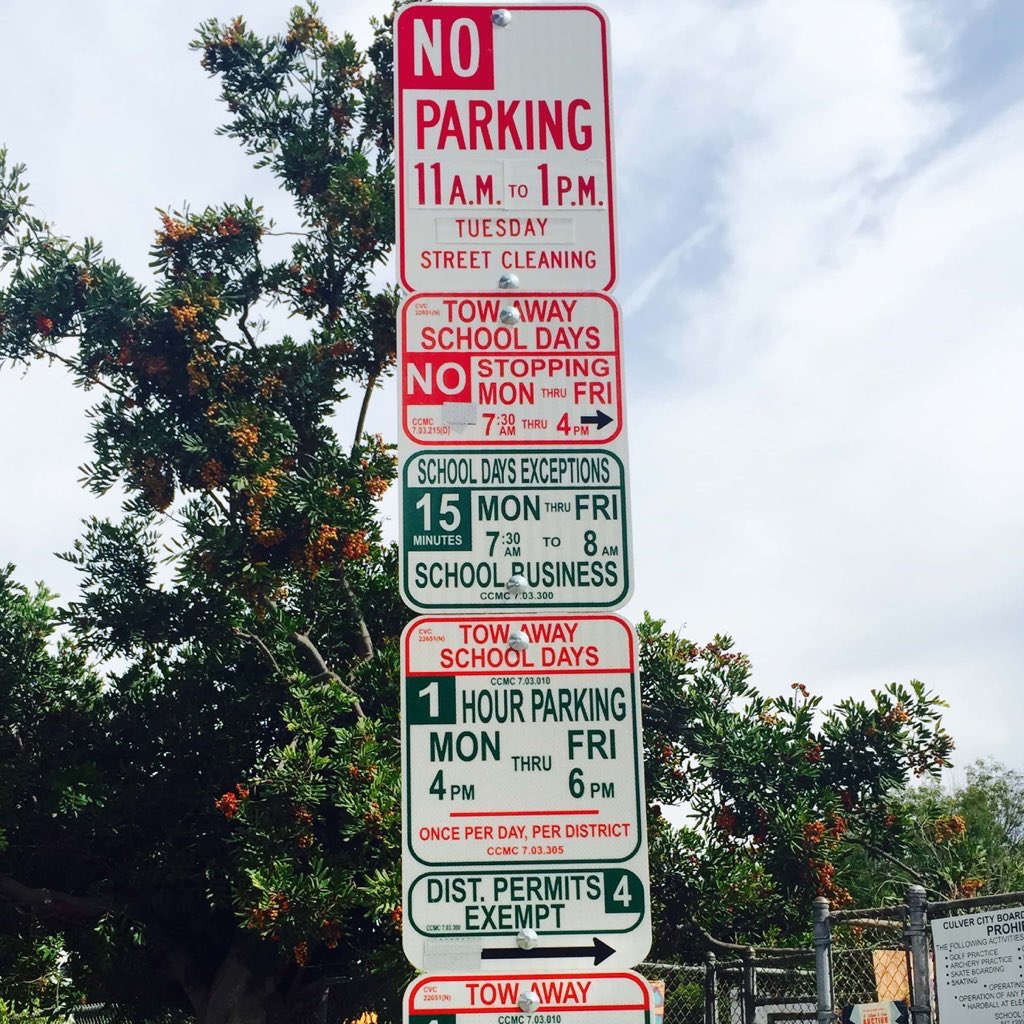 NO
PARKING
11 A.M. TO 1 P.M.
TUESDAY
STREET CLEANING
CVC
22651(N)
TOW AWAY
SCHOOL DAYS
NO STOPPING
MON THRU FRI
CCMC
7.03.215(D)
7:30 AM THRU 4 PM
SCHOOL DAYS EXCEPTIONS
15 MINUTES
MON THRU FRI
7:30 AM TO 8 AM
SCHOOL BUSINESS
CCMC 7.03.300
CVC
22651(N)
TOW AWAY
SCHOOL DAYS
CCMC 7.03.010
1 HOUR PARKING
MON THRU FRI
4 PM 6 PM
ONCE PER DAY, PER DISTRICT
CCMC 7.03.305
DIST. PERMITS 4
EXEMPT
CVC
22651(N)
TOW AWAY
CCMC 7.03.010
CULVER CITY BOARD
PROHI
THE FOLLOWING ACTIVITIES
• GOLF PRACTICE
• ARCHERY PRACTICE
• SKATE BOARDING
• SKATING
• OPERATING
• OPERATION OF ANY
• HARDBALL AT ELE
SCHOOL
AUCTION